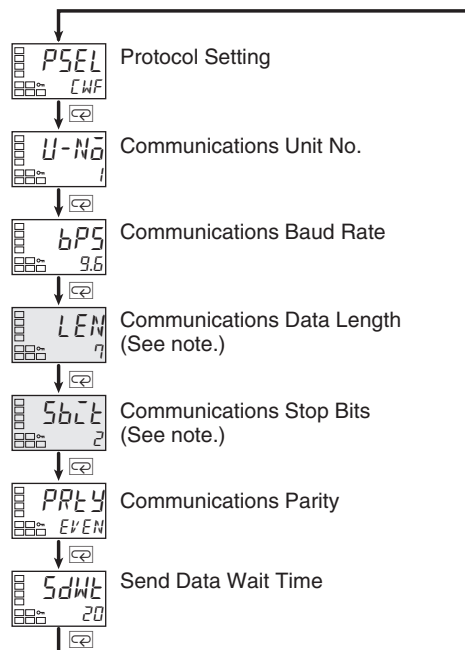 PSEL
CWF
Protocol Setting
U-No
1
Communications Unit No.
bPS
9.6
Communications Baud Rate
LEN
7
Communications Data Length
(See note.)
Sbit
2
Communications Stop Bits
(See note.)
PRtY
EVEN
Communications Parity
SdWt
20
Send Data Wait Time